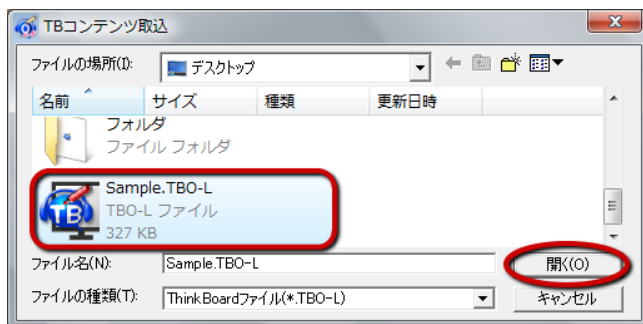 TBコンテンツ取込
ファイルの場所(I):
デスクトップ
名前 サイズ 種類 更新日時
フォルダ
ファイル フォルダ
Sample.TBO-L
TBO-L ファイル
327 KB
TB
ファイル名(N): Sample.TBO-L 開く(O)
ファイルの種類(T): ThinkBoardファイル(*.TBO-L) キャンセル